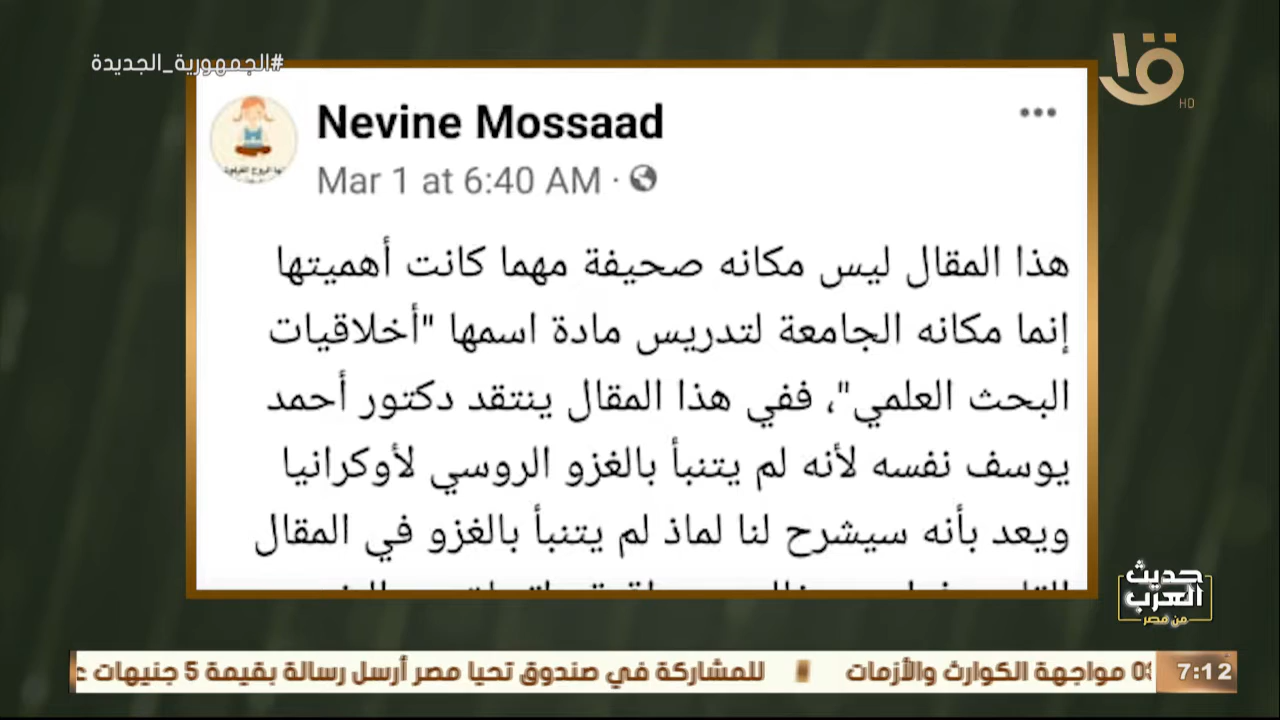 #الجمهورية_الجديدة
HD
Nevine Mossaad
Mar 1 at 6:40 AM ·
هذا المقال ليس مكانه صحيفة مهما كانت أهميتها
إنما مكانه الجامعة لتدريس مادة اسمها "أخلاقيات
البحث العلمي"، ففي هذا المقال ينتقد دكتور أحمد
يوسف نفسه لأنه لم يتنبأ بالغزو الروسي لأوكرانيا
ويعد بأنه سيشرح لنا لماذ لم يتنبأ بالغزو في المقال
حديث
العرب
من مصر
مواجهة الكوارث والأزمات
للمشاركة في صندوق تحيا مصر أرسل رسالة بقيمة 5 جنيهات
7:12